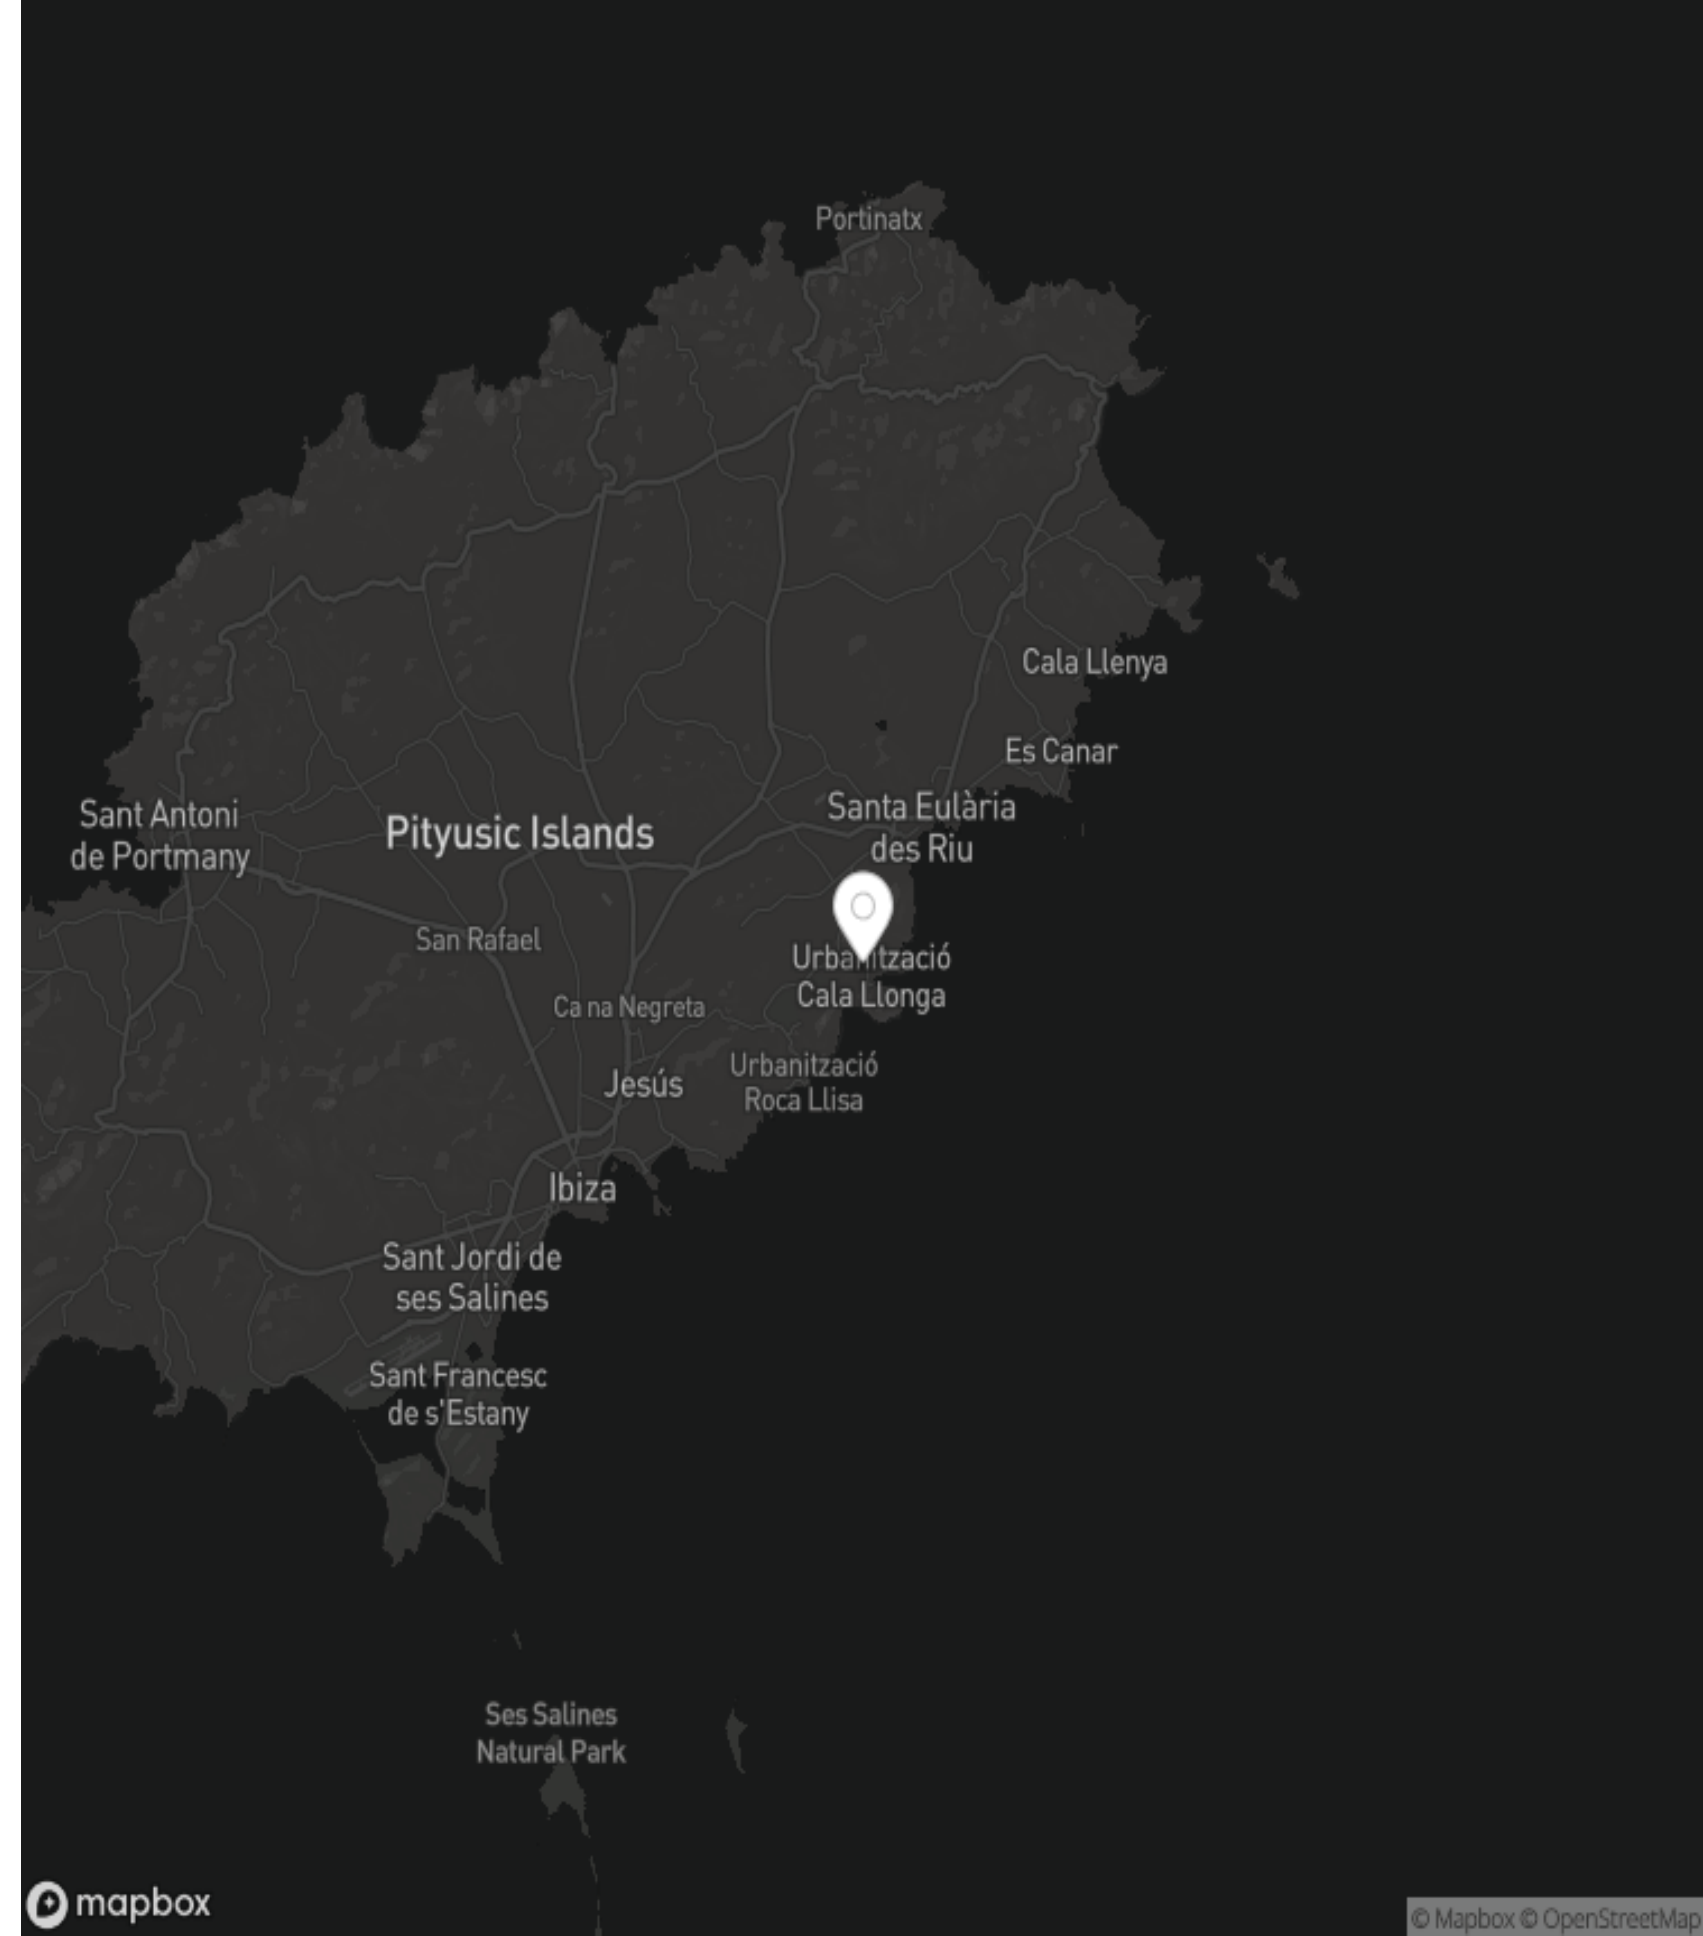 Portinatx
Cala Llenya
Es Canar
Sant Antoni
de Portmany
Pityusic Islands
Santa Eulària
des Riu
San Rafael
Urbanització
Cala Llonga
Ca na Negreta
Urbanització
Roca Llisa
Jesús
Ibiza
Sant Jordi de
ses Salines
Sant Francesc
de s'Estany
Ses Salines
Natural Park
mapbox
© Mapbox © OpenStreetMap